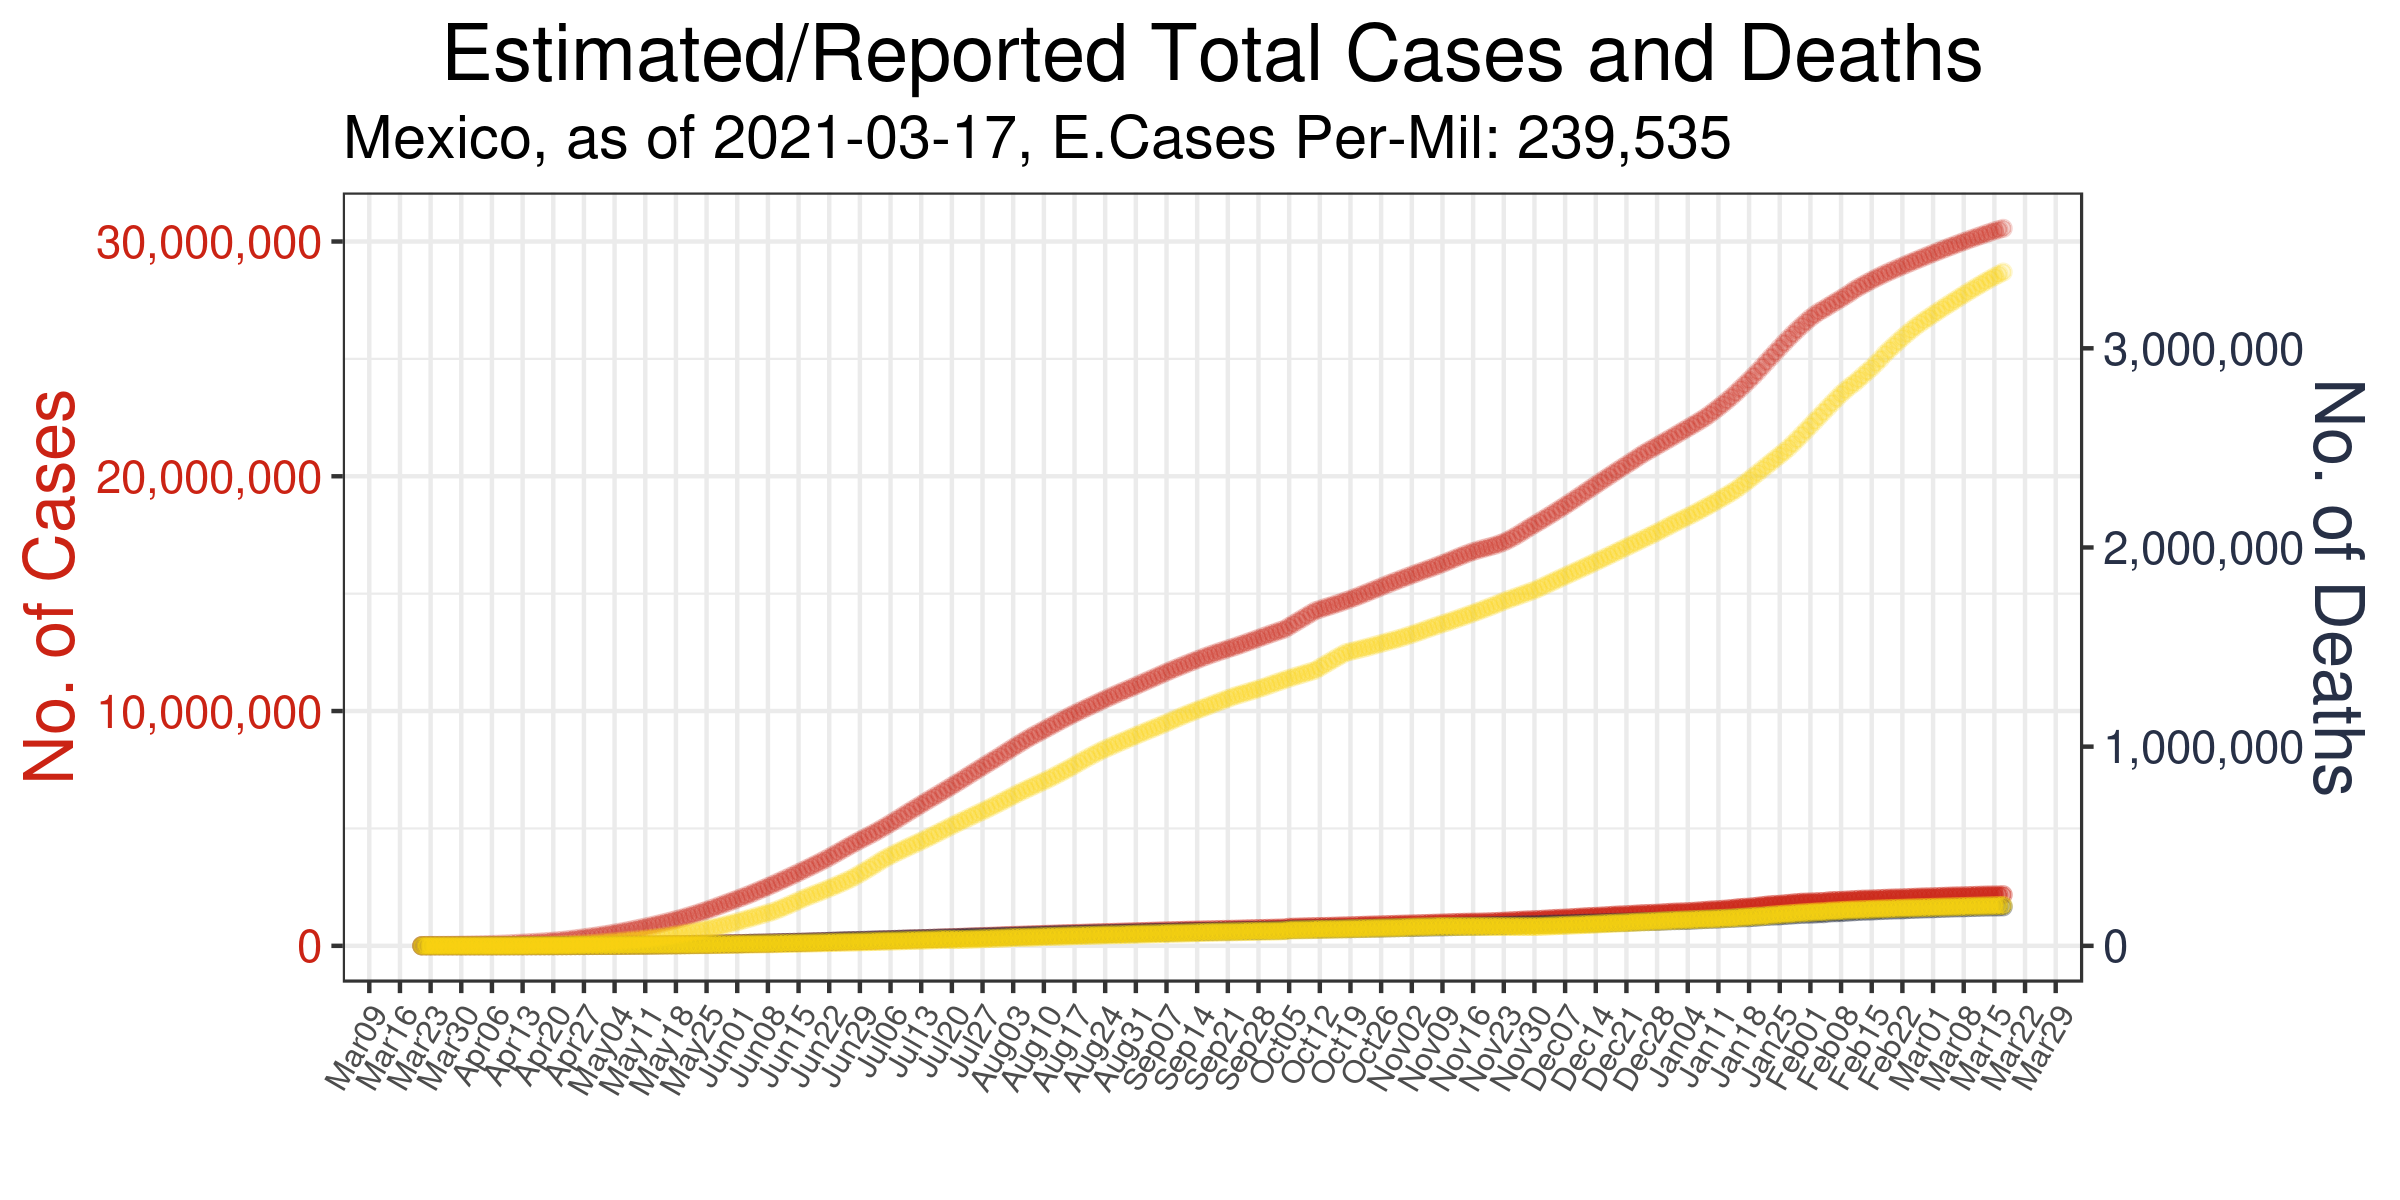 Estimated/Reported Total Cases and Deaths
Mexico, as of 2021-03-17, E.Cases Per-Mil: 239,535
No. of Cases
30,000,000
20,000,000
10,000,000
0
3,000,000
2,000,000
1,000,000
0
No. of Deaths
Mar09 Mar16 Mar23 Mar30 Apr06 Apr13 Apr20 Apr27 May04 May11 May18 May25 Jun01 Jun08 Jun15 Jun22 Jun29 Jul06 Jul13 Jul20 Jul27 Aug03 Aug10 Aug17 Aug24 Aug31 Sep07 Sep14 Sep21 Sep28 Oct05 Oct12 Oct19 Oct26 Nov02 Nov09 Nov16 Nov23 Nov30 Dec07 Dec14 Dec21 Dec28 Jan04 Jan11 Jan18 Jan25 Feb01 Feb08 Feb15 Feb22 Mar01 Mar08 Mar15 Mar22 Mar29